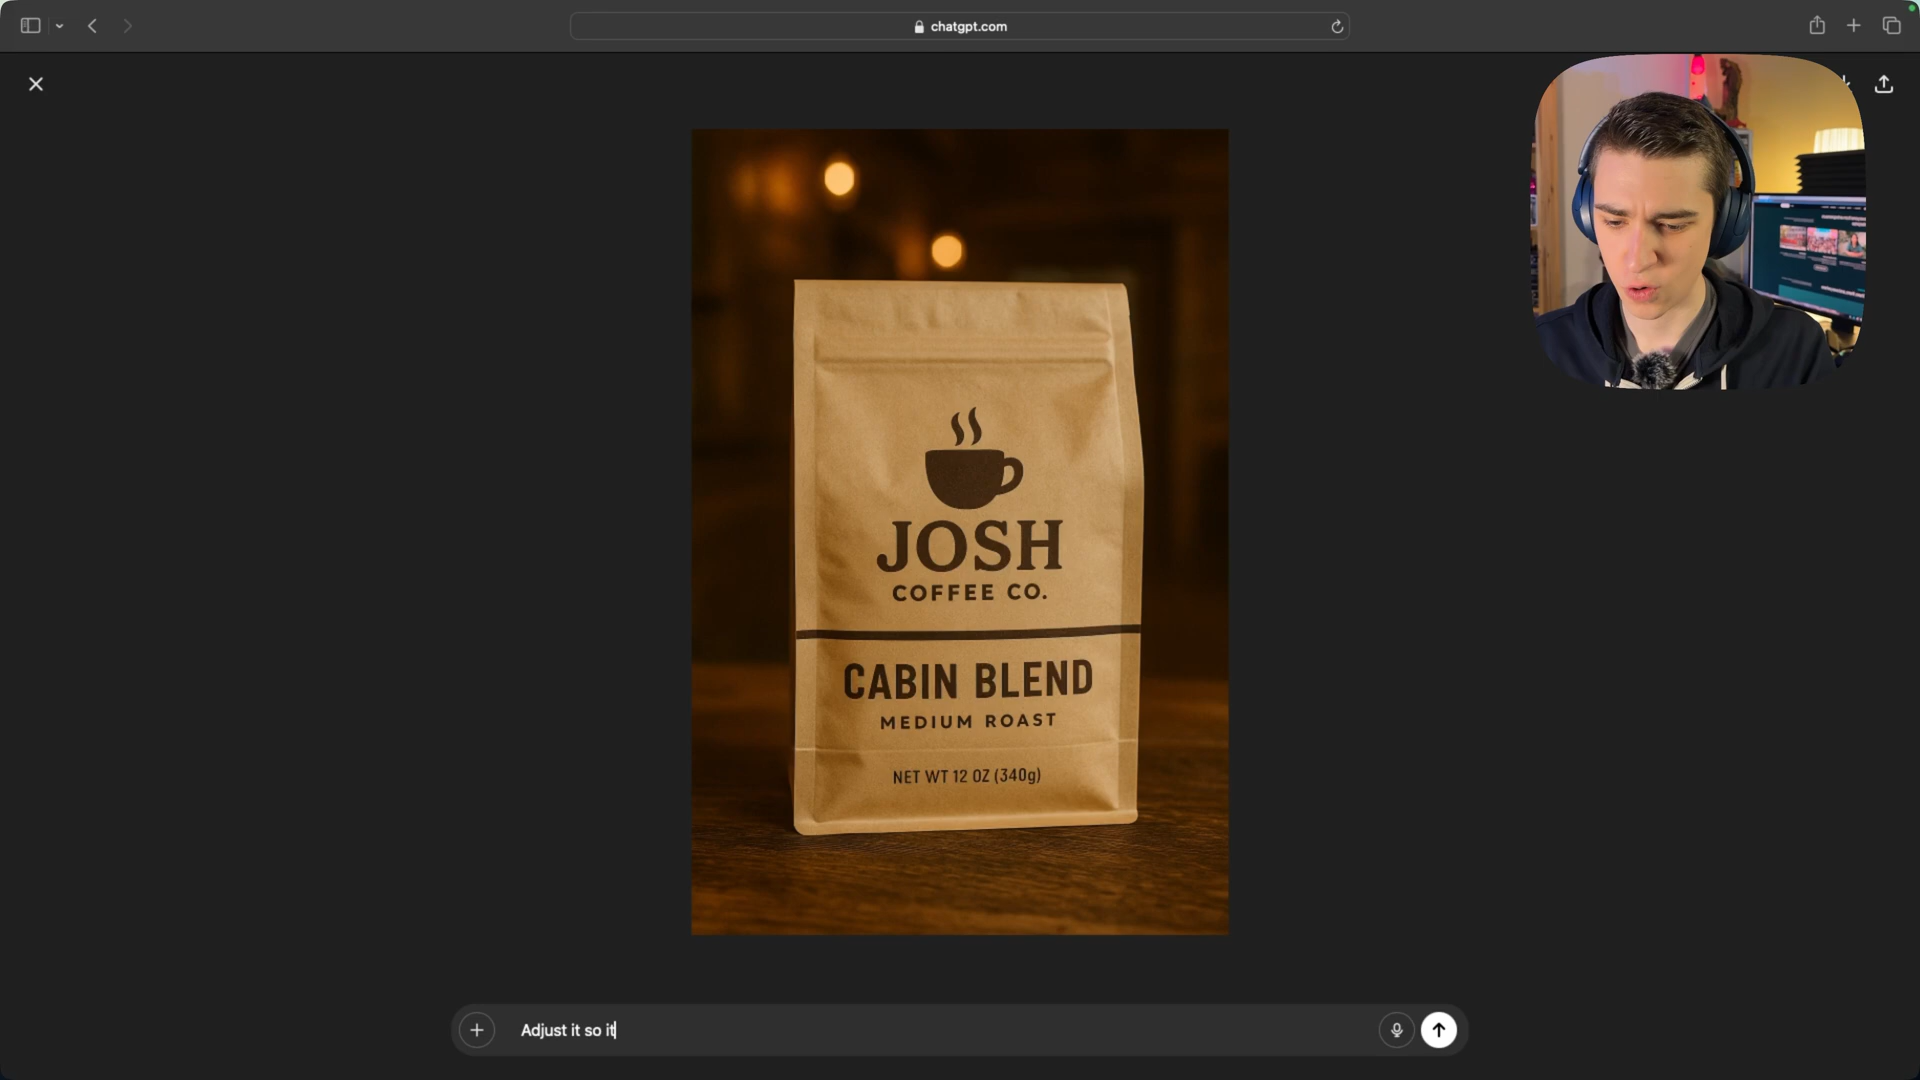 chatgpt.com
JOSH
COFFEE CO.
CABIN BLEND
MEDIUM ROAST
NET WT 12 OZ (340g)
Adjust it so it